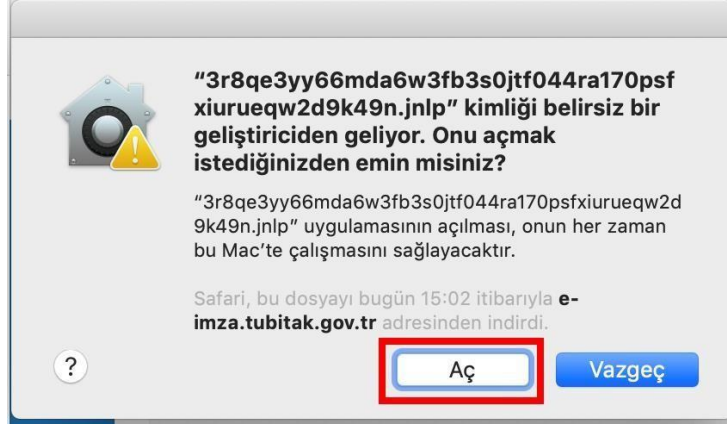 “3r8qe3yy66mda6w3fb3s0jtf044ra170psf
xiurueqw2d9k49n.jnlp” kimliği belirsiz bir
geliştiriciden geliyor. Onu açmak
istediğinizden emin misiniz?
“3r8qe3yy66mda6w3fb3s0jtf044ra170psfxiurueqw2d
9k49n.jnlp” uygulamasının açılması, onun her zaman
bu Mac’te çalışmasını sağlayacaktır.
Safari, bu dosyayı bugün 15:02 itibarıyla e-
imza.tubitak.gov.tr adresinden indirdi.
? Aç Vazgeç